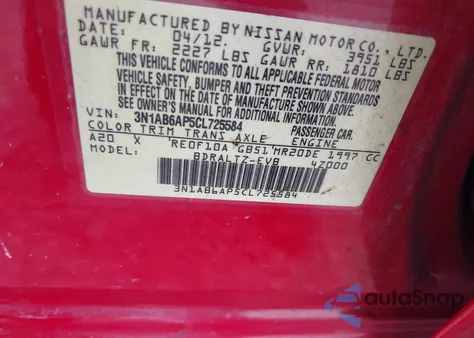 MANUFACTURED BY NISSAN MOTOR CO., LTD.
DATE: 04/12. GVWR: 3951 LBS
GAWR FR: 2227 LBS GAWR RR: 1810 LBS
THIS VEHICLE CONFORMS TO ALL APPLICABLE FEDERAL MOTOR
VEHICLE SAFETY, BUMPER, AND THEFT PREVENTION STANDARDS
IN EFFECT ON THE DATE OF MANUFACTURE SHOWN ABOVE.
SEE OWNER'S MANUAL FOR ADDITIONAL INFORMATION.
VIN: 3N1AB6AP5CL725584 PASSENGER CAR
COLOR TRIM TRANS AXLE ENGINE
A20 X RE0F10A GB51 MR20DE 1997 CC
BDRALTZ-EVB 4Z000
3N1AB6AP5CL725584
autoSnap